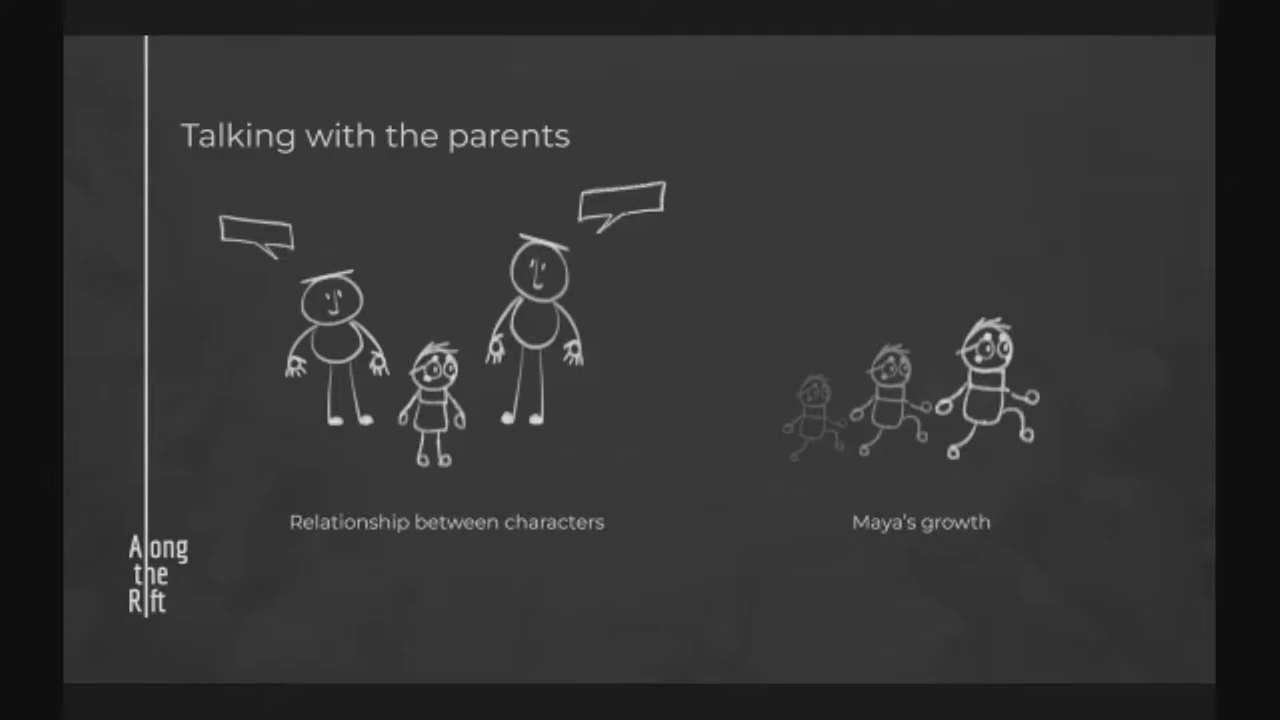 Talking with the parents
Relationship between characters
Maya's growth
Along
the
Rift